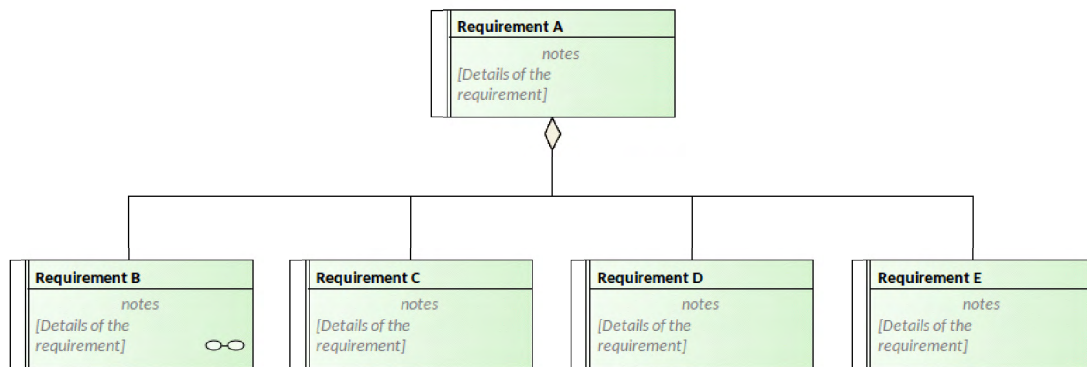 Requirement A
notes
[Details of the
requirement]
Requirement B
notes
[Details of the
requirement]
Requirement C
notes
[Details of the
requirement]
Requirement D
notes
[Details of the
requirement]
Requirement E
notes
[Details of the
requirement]